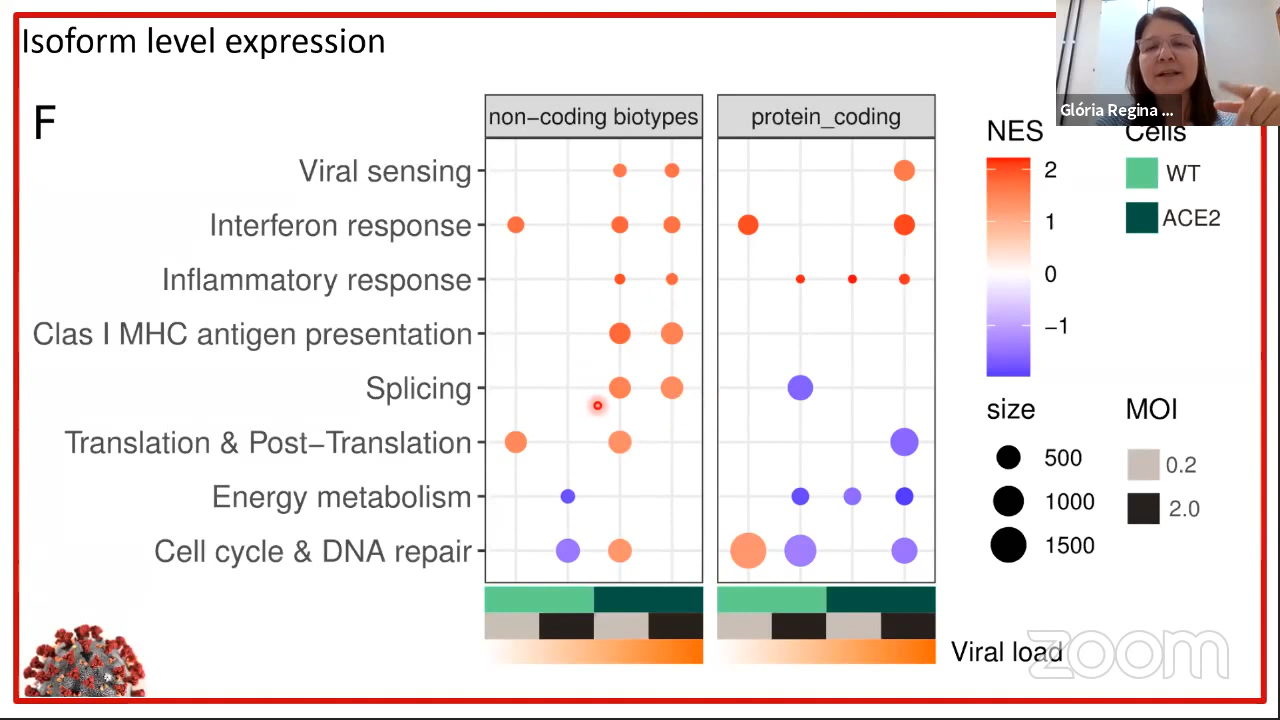 Isoform level expression
Glória Regina ...
F
non−coding biotypes
protein_coding
Viral sensing
Interferon response
Inflammatory response
Clas I MHC antigen presentation
Splicing
Translation & Post−Translation
Energy metabolism
Cell cycle & DNA repair
Viral load
NES
2
1
0
−1
size
500
1000
1500
Cells
WT
ACE2
MOI
0.2
2.0
zoom